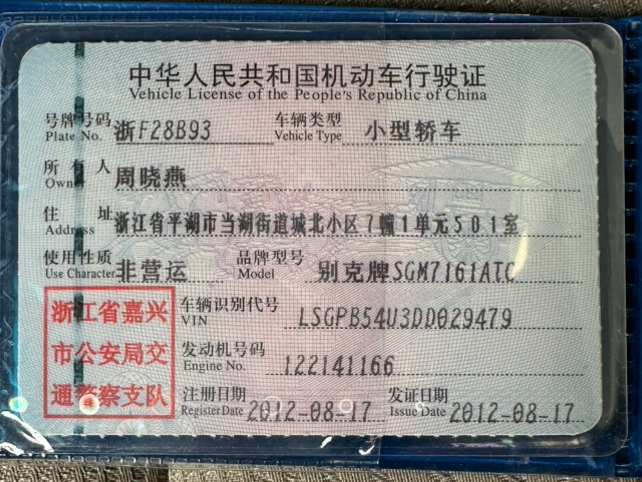 中华人民共和国机动车行驶证
Vehicle License of the People's Republic of China
号牌号码 Plate No. 浙F28B93 车辆类型 Vehicle Type 小型轿车
所有人 Owner 周晓燕
住址 Address 浙江省平湖市当湖街道城北小区7幢1单元501室
使用性质 Use Character 非营运 品牌型号 Model 别克牌SGM7161ATC
浙江省嘉兴市公安局交通警察支队
车辆识别代号 VIN LSGPB54U3DD029479
发动机号码 Engine No. 122141166
注册日期 Register Date 2012-08-17 发证日期 Issue Date 2012-08-17